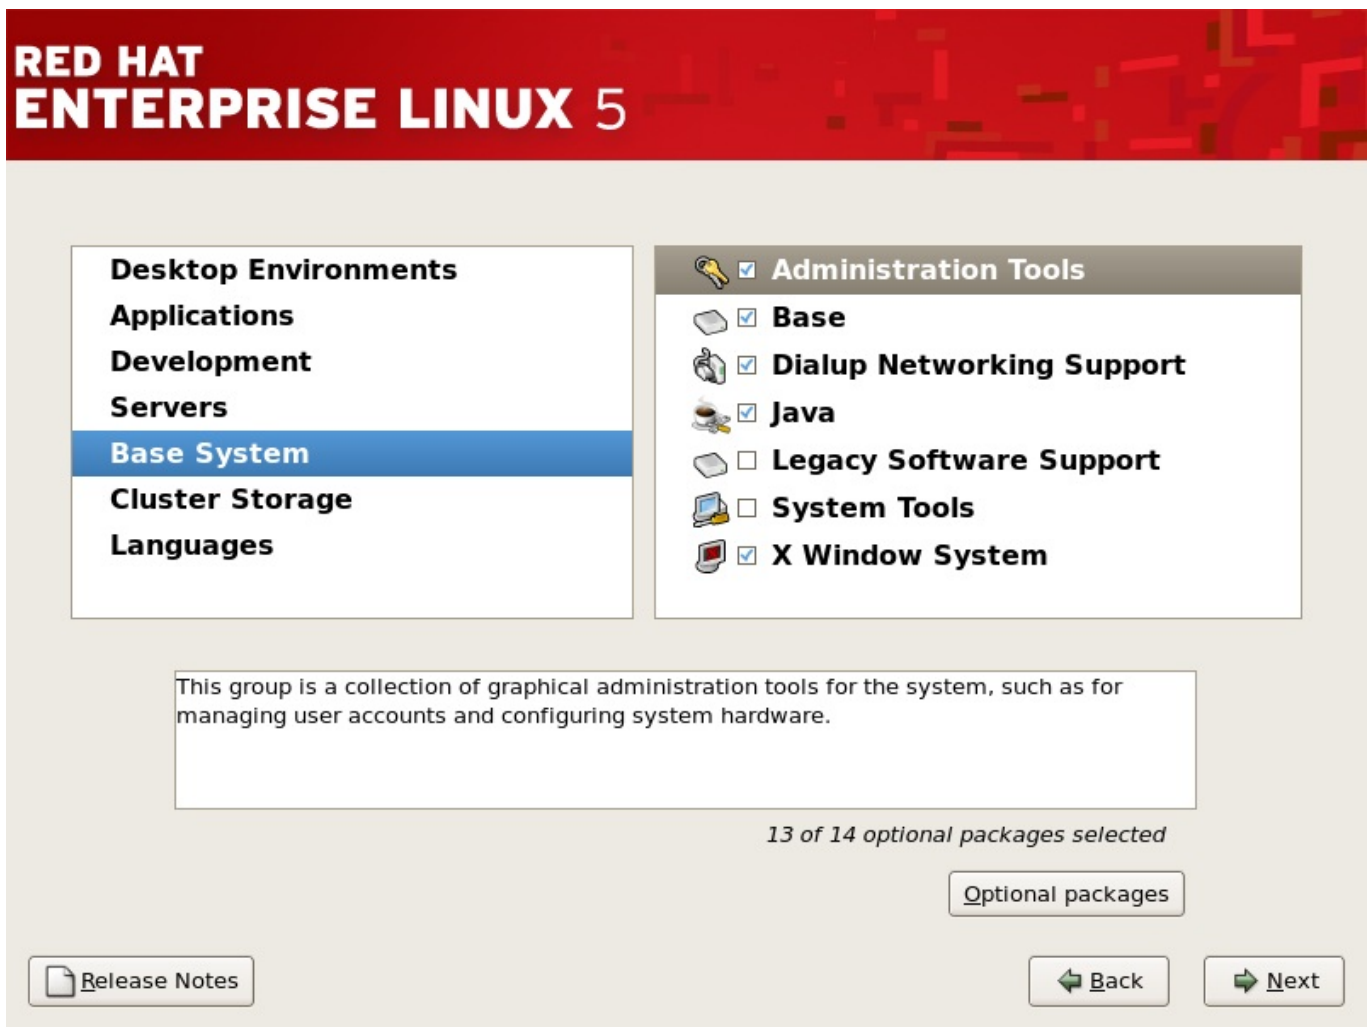 RED HAT
ENTERPRISE LINUX 5
Desktop Environments
Applications
Development
Servers
Base System
Cluster Storage
Languages
Administration Tools
Base
Dialup Networking Support
Java
Legacy Software Support
System Tools
X Window System
This group is a collection of graphical administration tools for the system, such as for
managing user accounts and configuring system hardware.
13 of 14 optional packages selected
Optional packages
Release Notes
Back
Next